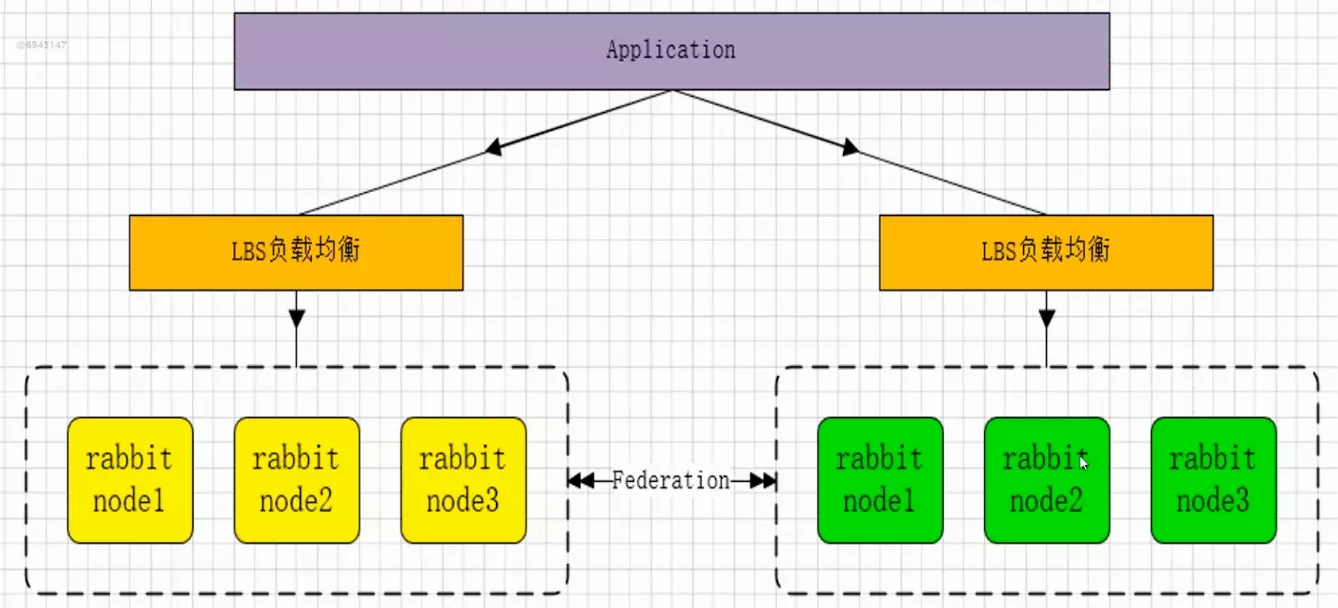 @6945147
Application
LBS负载均衡
LBS负载均衡
rabbit
node1
rabbit
node2
rabbit
node3
Federation
rabbit
node1
rabbit
node2
rabbit
node3